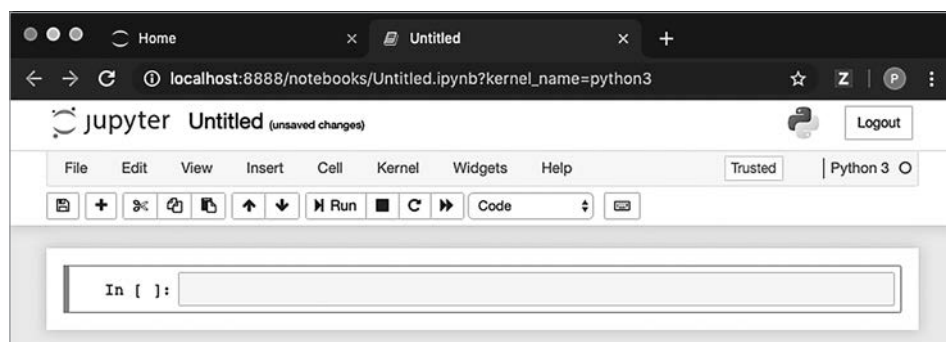 Home Untitled
localhost:8888/notebooks/Untitled.ipynb?kernel_name=python3 Z P
jupyter Untitled (unsaved changes) Logout
File Edit View Insert Cell Kernel Widgets Help Trusted Python 3
Run Code
In [ ]: